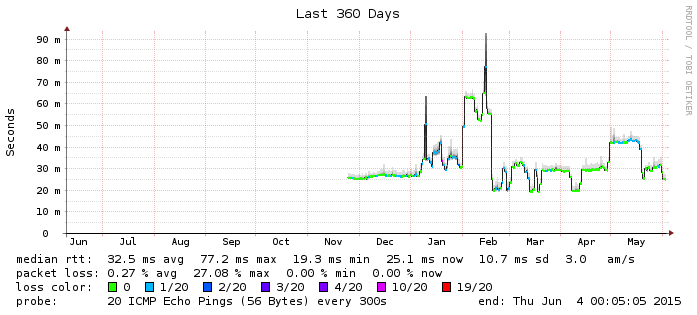 Last 360 Days
RRDTOOL / TOBI OETIKER
Seconds
90 m
80 m
70 m
60 m
50 m
40 m
30 m
20 m
10 m
0
Jun Jul Aug Sep Oct Nov Dec Jan Feb Mar Apr May
median rtt: 32.5 ms avg 77.2 ms max 19.3 ms min 25.1 ms now 10.7 ms sd 3.0 am/s
packet loss: 0.27 % avg 27.08 % max 0.00 % min 0.00 % now
loss color: 0 1/20 2/20 3/20 4/20 10/20 19/20
probe: 20 ICMP Echo Pings (56 Bytes) every 300s end: Thu Jun 4 00:05:05 2015